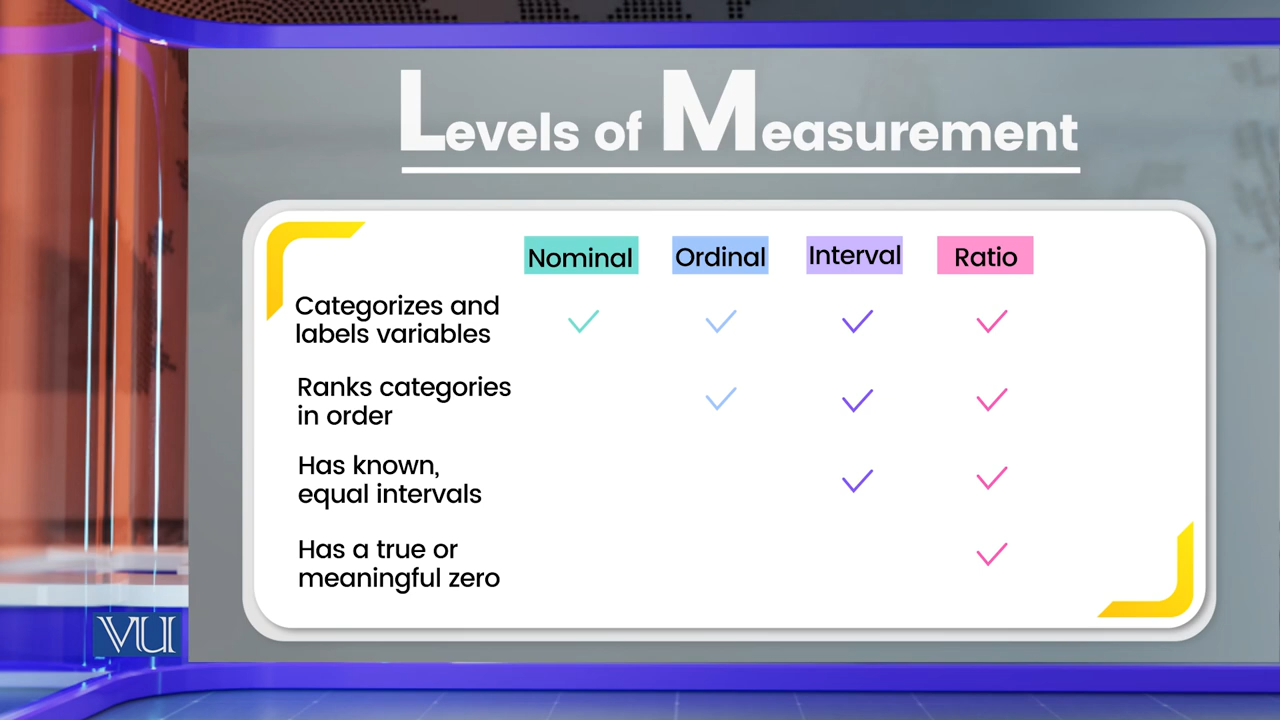 Levels of Measurement
Nominal Ordinal Interval Ratio
Categorizes and
labels variables
Ranks categories
in order
Has known,
equal intervals
Has a true or
meaningful zero
VU